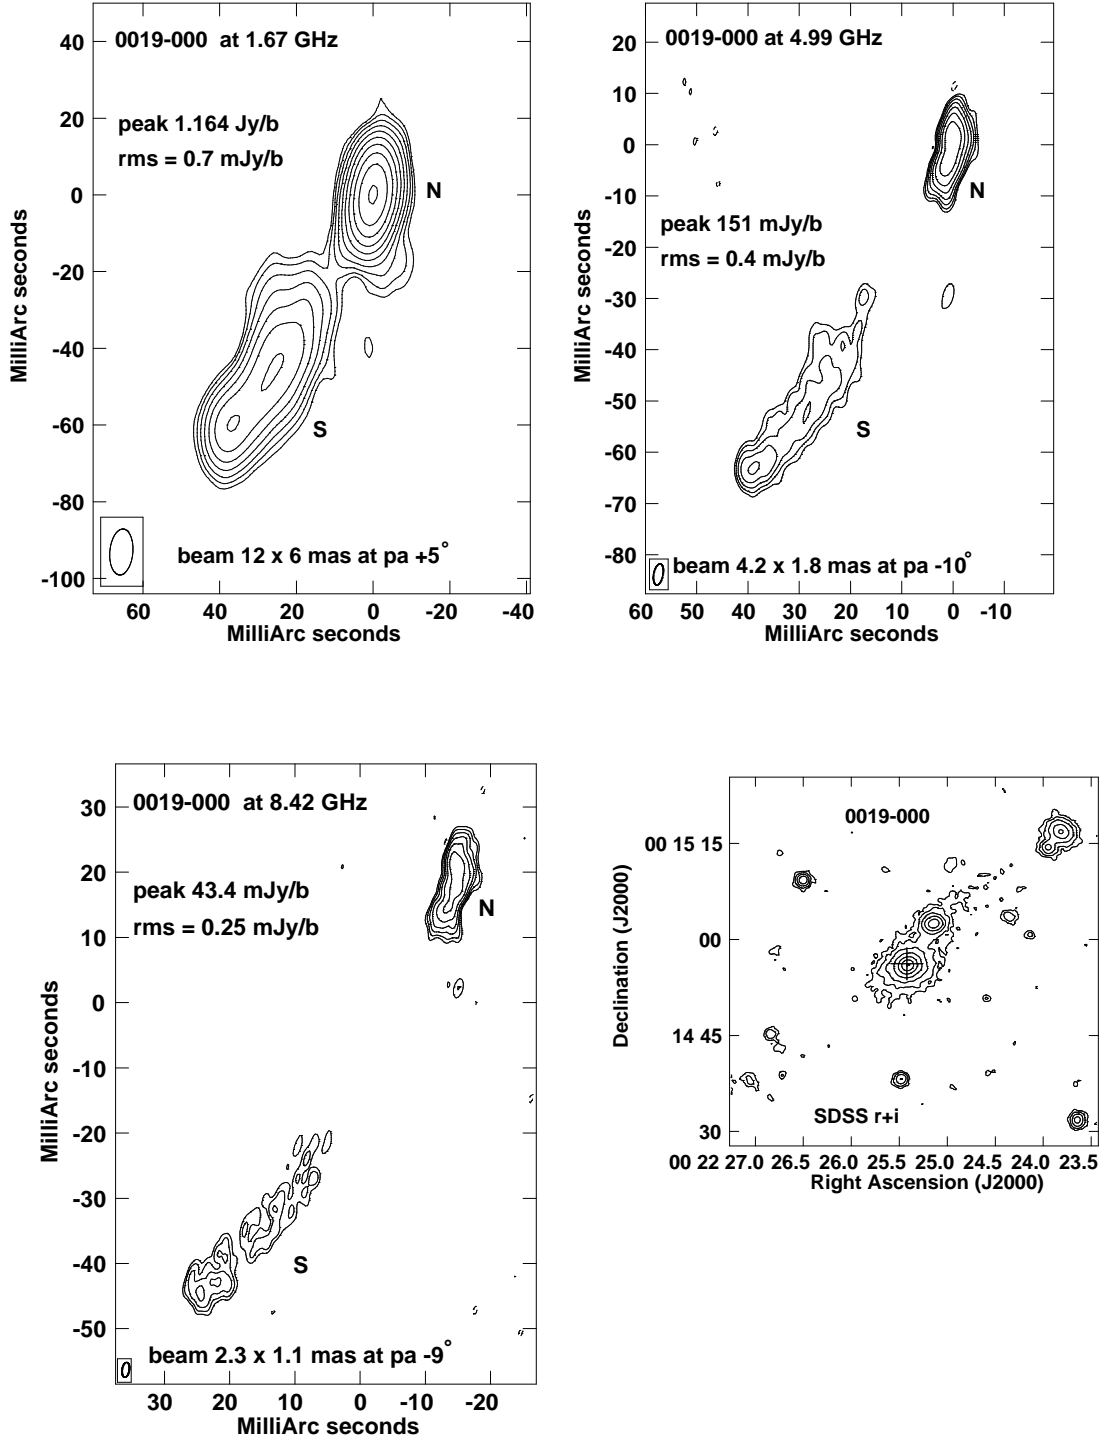 0019-000 at 1.67 GHz
peak 1.164 Jy/b
rms = 0.7 mJy/b
N
S
beam 12 x 6 mas at pa +5°
MilliArc seconds
40
20
0
-20
-40
-60
-80
-100
60 40 20 0 -20 -40
MilliArc seconds
0019-000 at 4.99 GHz
peak 151 mJy/b
rms = 0.4 mJy/b
N
S
beam 4.2 x 1.8 mas at pa -10°
MilliArc seconds
20
10
0
-10
-20
-30
-40
-50
-60
-70
-80
60 50 40 30 20 10 0 -10
MilliArc seconds
0019-000 at 8.42 GHz
peak 43.4 mJy/b
rms = 0.25 mJy/b
N
S
beam 2.3 x 1.1 mas at pa -9°
MilliArc seconds
30
20
10
0
-10
-20
-30
-40
-50
30 20 10 0 -10 -20
MilliArc seconds
0019-000
SDSS r+i
Declination (J2000)
00 15 15
00
14 45
30
00 22 27.0 26.5 26.0 25.5 25.0 24.5 24.0 23.5
Right Ascension (J2000)